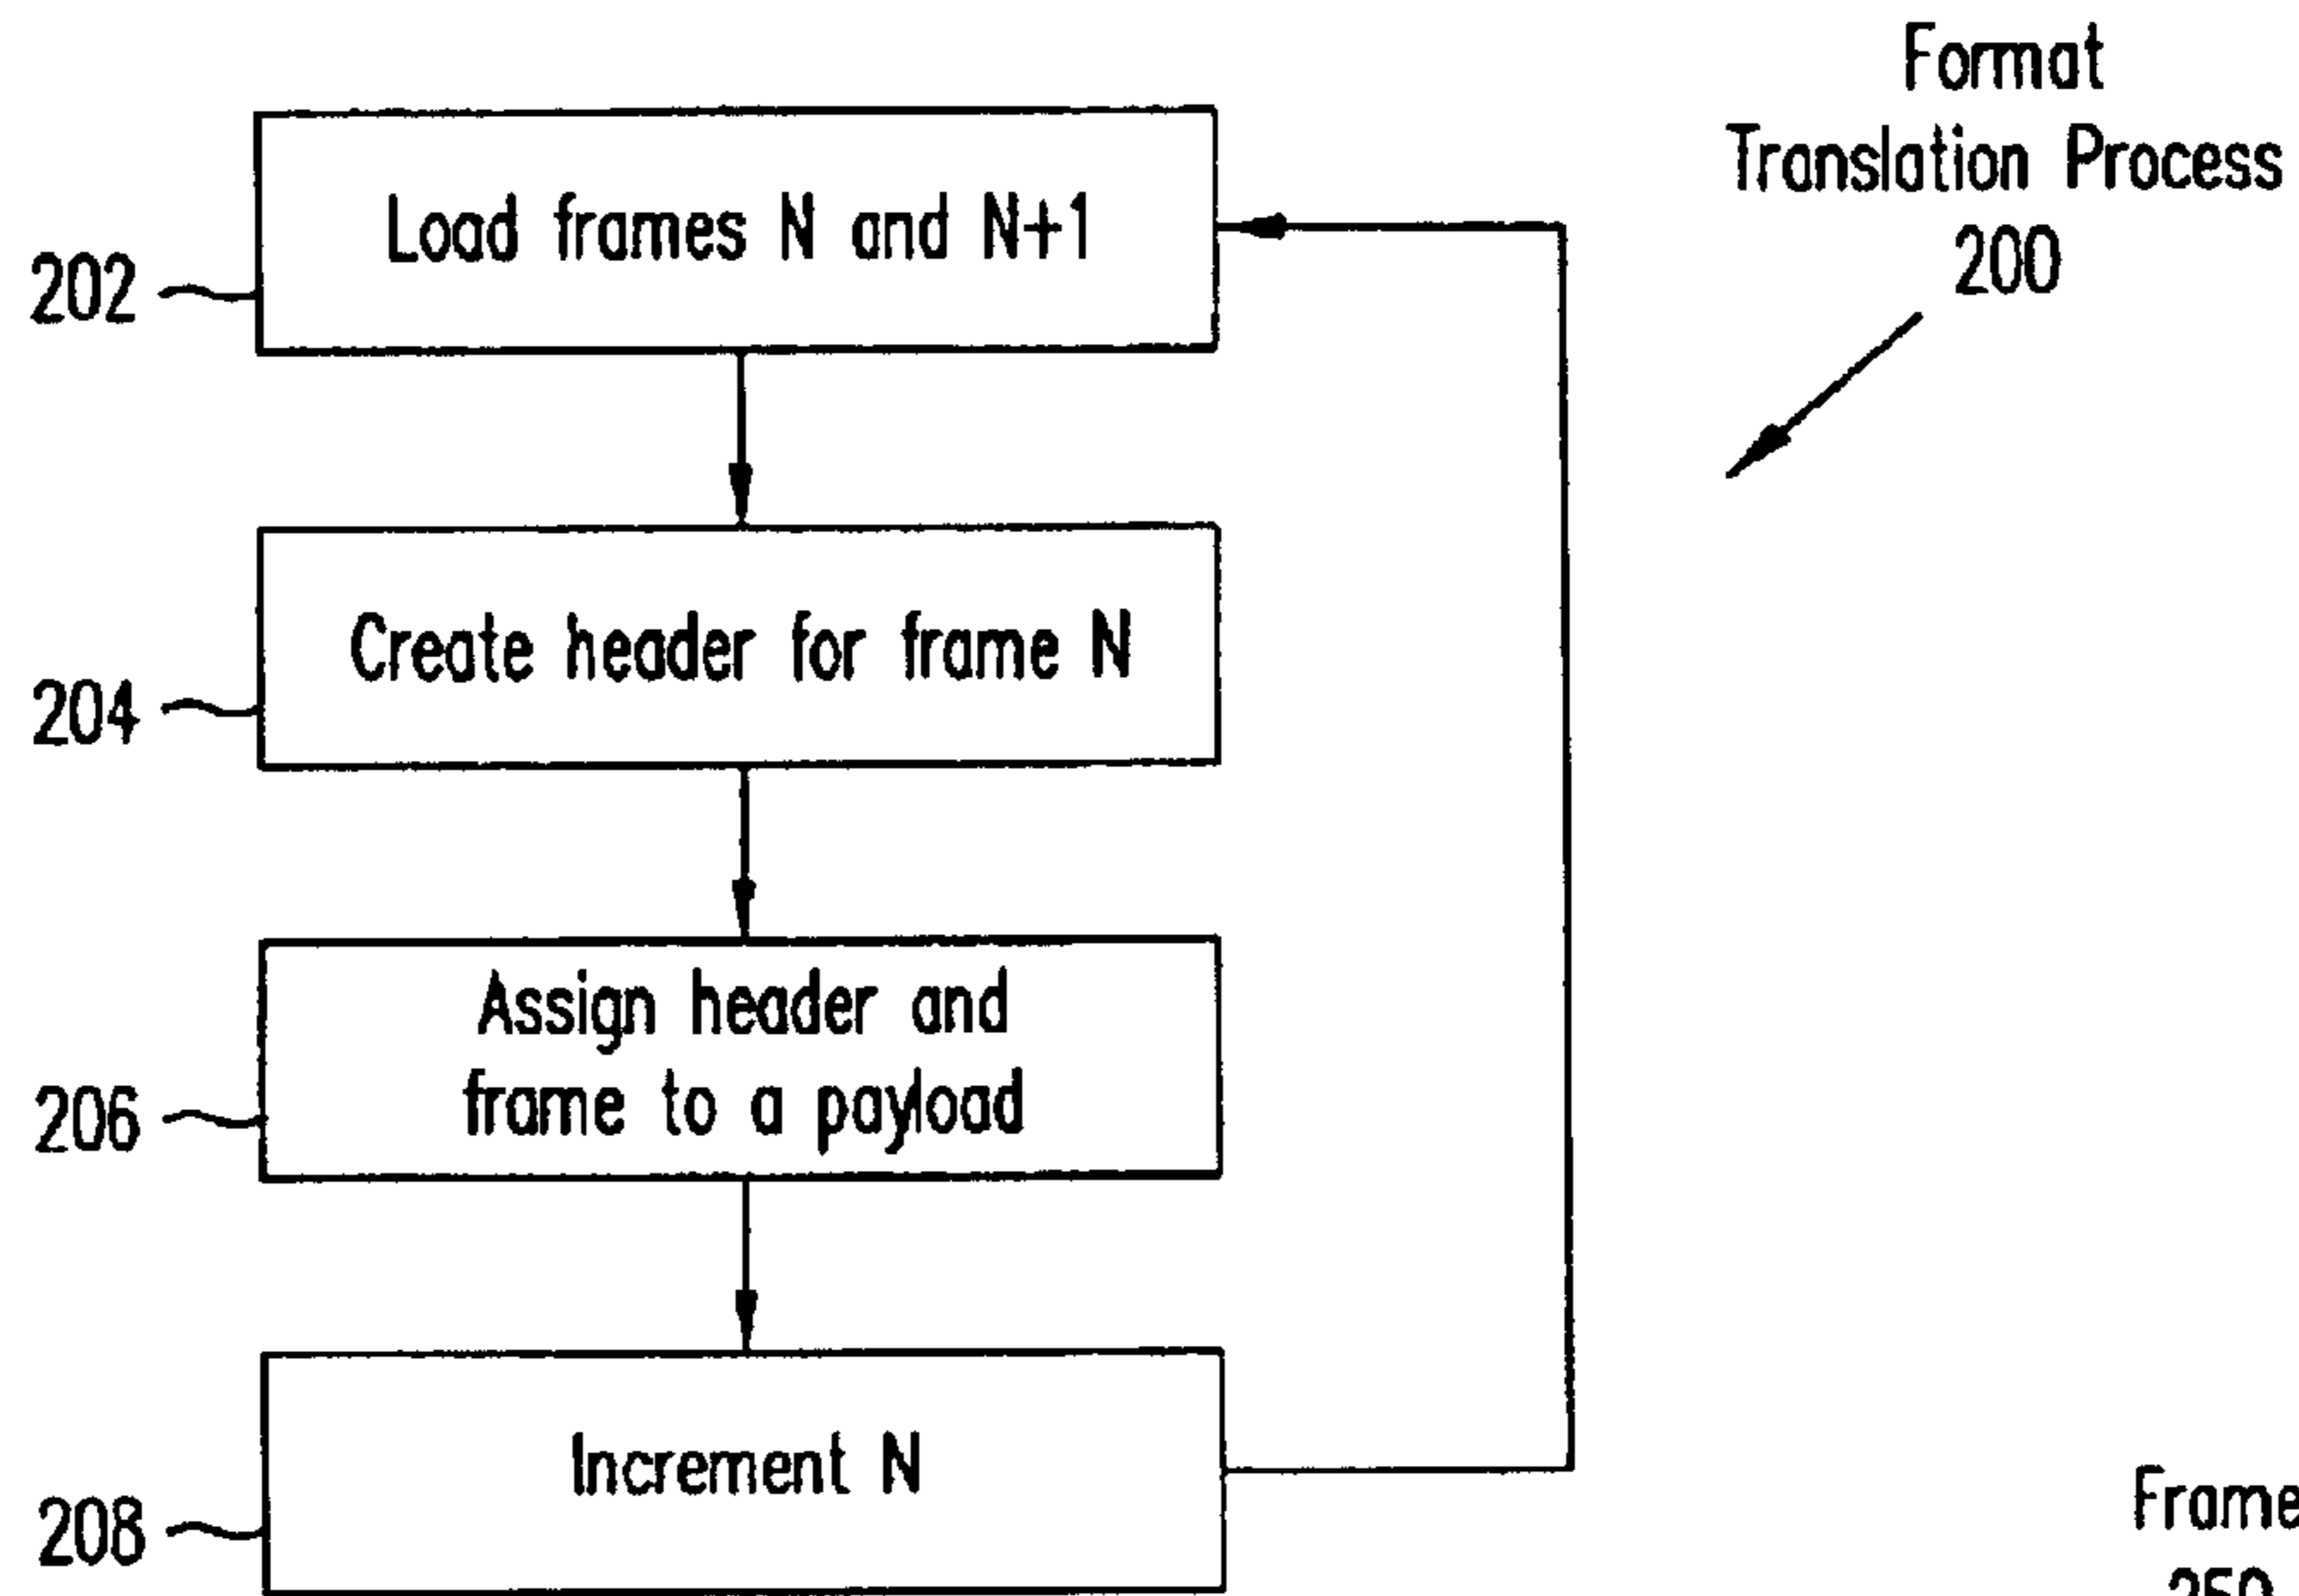 Format
Translation Process
200
Load frames N and N+1
202
Create header for frame N
204
Assign header and
frame to a payload
206
Increment N
208
Frame